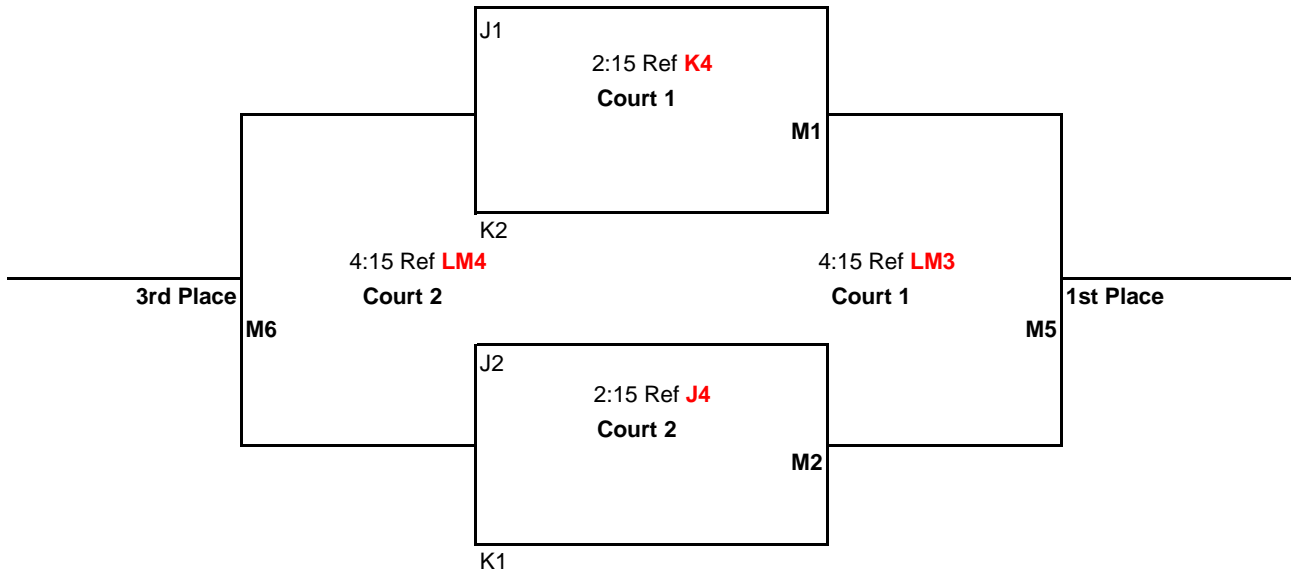 J1
2:15 Ref K4
Court 1
M1
K2
4:15 Ref LM4
4:15 Ref LM3
3rd Place
Court 2
Court 1
1st Place
M6
M5
J2
2:15 Ref J4
Court 2
M2
K1